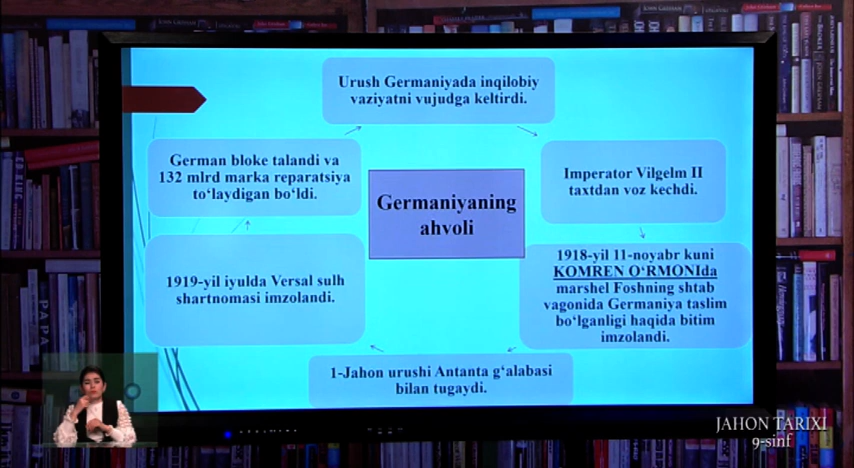 Urush Germaniyada inqilobiy
vaziyatni vujudga keltirdi.
German bloke talandi va
132 mlrd marka reparatsiya
to‘laydigan bo‘ldi.
Imperator Vilgelm II
taxtdan voz kechdi.
Germaniyaning
ahvoli
1919-yil iyulda Versal sulh
shartnomasi imzolandi.
1918-yil 11-noyabr kuni
KOMREN O‘RMONIda
marshel Foshning shtab
vagonida Germaniya taslim
bo‘lganligi haqida bitim
imzolandi.
1-Jahon urushi Antanta g‘alabasi
bilan tugaydi.
JAHON TARIXI
9-sinf